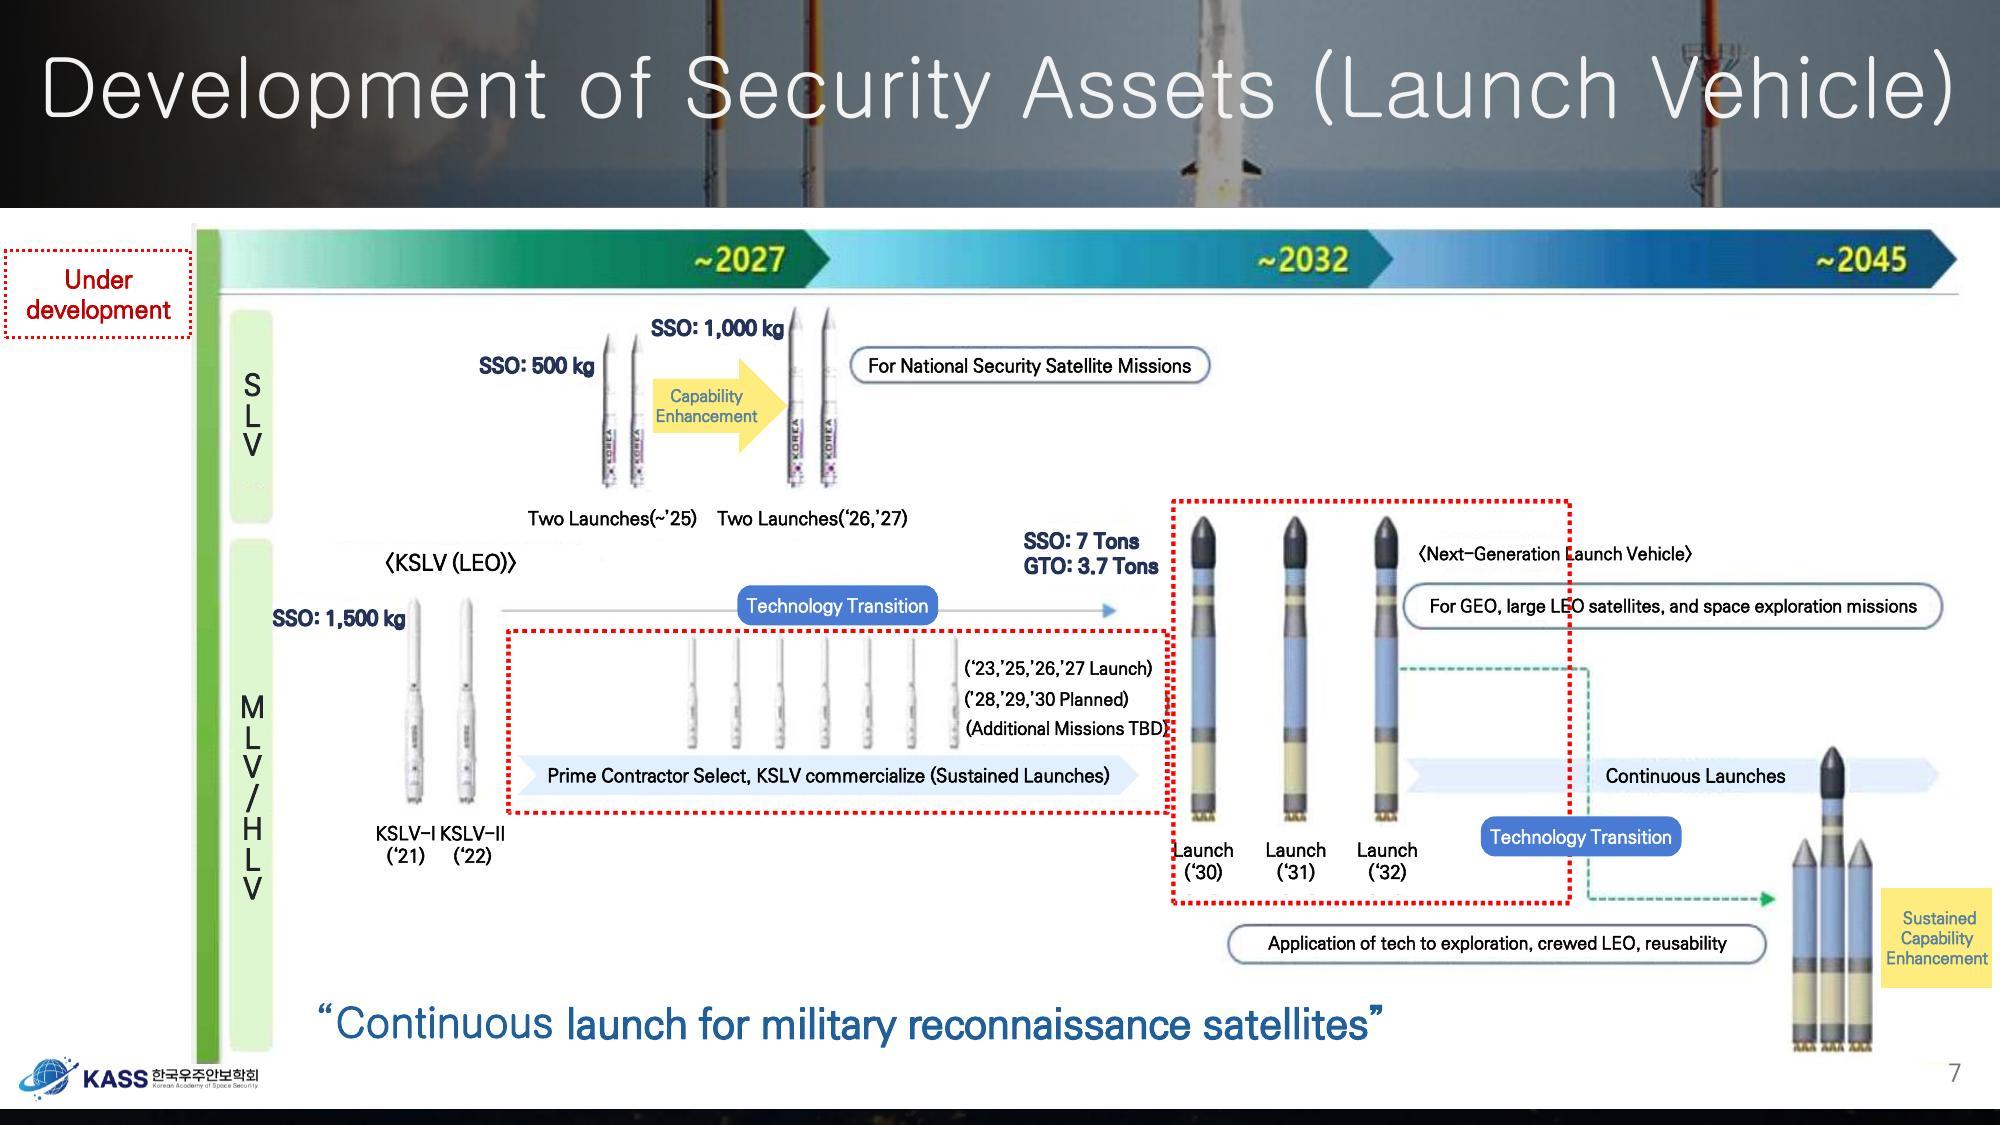 Development of Security Assets (Launch Vehicle)
Under
development
~2027
~2032
~2045
S
L
V
SSO: 500 kg
SSO: 1,000 kg
Capability
Enhancement
For National Security Satellite Missions
KOREA
KOREA
KOREA
KOREA
Two Launches(~’25)
Two Launches(‘26,’27)
M
L
V
/
H
L
V
〈KSLV (LEO)〉
SSO: 1,500 kg
Technology Transition
SSO: 7 Tons
GTO: 3.7 Tons
(‘23,’25,’26,’27 Launch)
(’28,’29,’30 Planned)
(Additional Missions TBD)
Prime Contractor Select, KSLV commercialize (Sustained Launches)
KSLV-I
(‘21)
KSLV-II
(‘22)
〈Next-Generation Launch Vehicle〉
For GEO, large LEO satellites, and space exploration missions
Continuous Launches
Technology Transition
Launch
(‘30)
Launch
(‘31)
Launch
(‘32)
Sustained
Capability
Enhancement
Application of tech to exploration, crewed LEO, reusability
“Continuous launch for military reconnaissance satellites”
KASS 한국우주안보학회
Korean Academy of Space Security
7